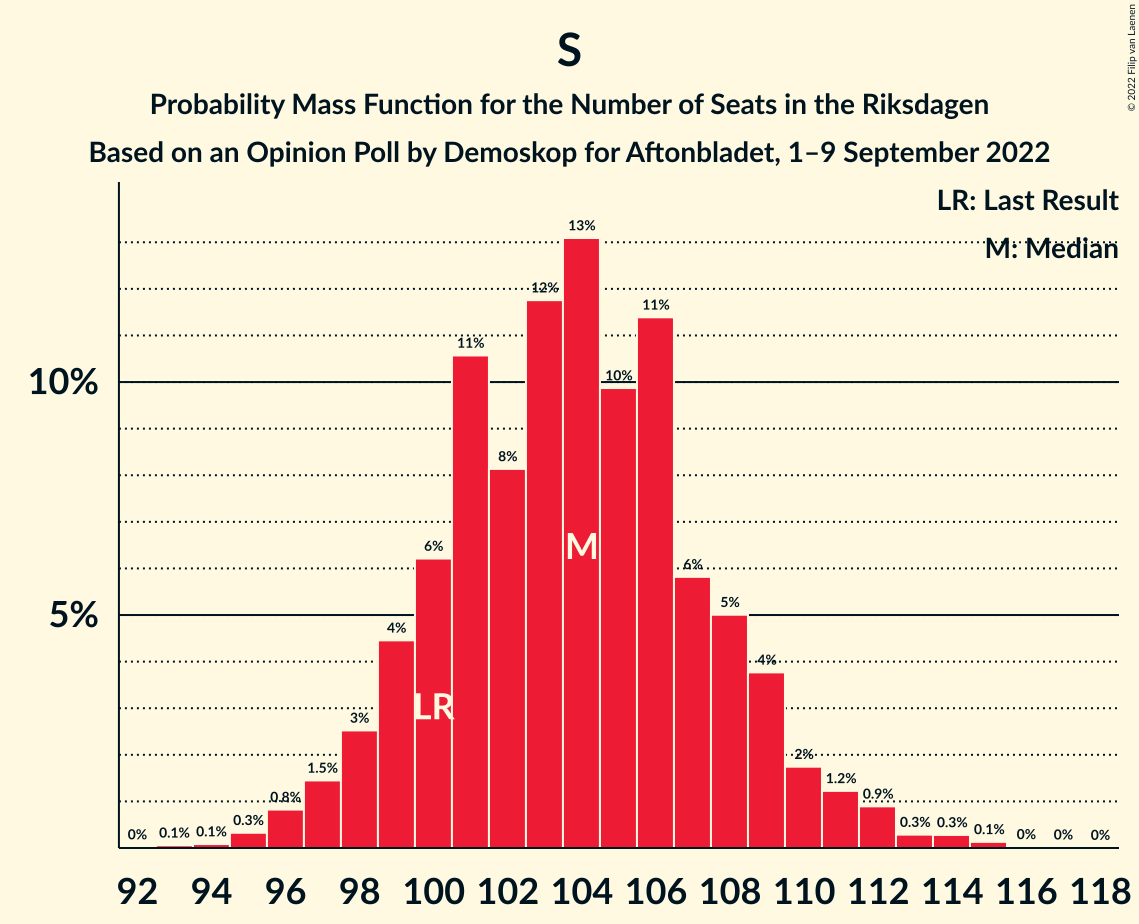 © 2022 Filip van Laenen
S
Probability Mass Function for the Number of Seats in the Riksdagen
Based on an Opinion Poll by Demoskop for Aftonbladet, 1–9 September 2022
LR: Last Result
M: Median
10%
5%
0% 0.1% 0.1% 0.3% 0.8% 1.5% 3% 4% 6% 11% 8% 12% 13% 10% 11% 6% 5% 4% 2% 1.2% 0.9% 0.3% 0.3% 0.1% 0% 0% 0%
M
LR
92 94 96 98 100 102 104 106 108 110 112 114 116 118